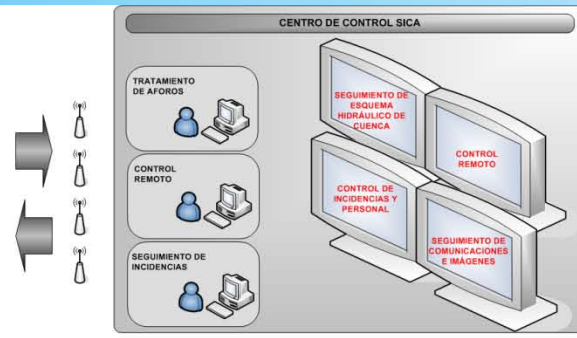 CENTRO DE CONTROL SICA
TRATAMIENTO
DE AFOROS
CONTROL
REMOTO
SEGUIMIENTO DE
INCIDENCIAS
SEGUIMIENTO DE
ESQUEMA
HIDRÁULICO DE
CUENCA
CONTROL
REMOTO
CONTROL DE
INCIDENCIAS Y
PERSONAL
SEGUIMIENTO DE
COMUNICACIONES
E IMÁGENES